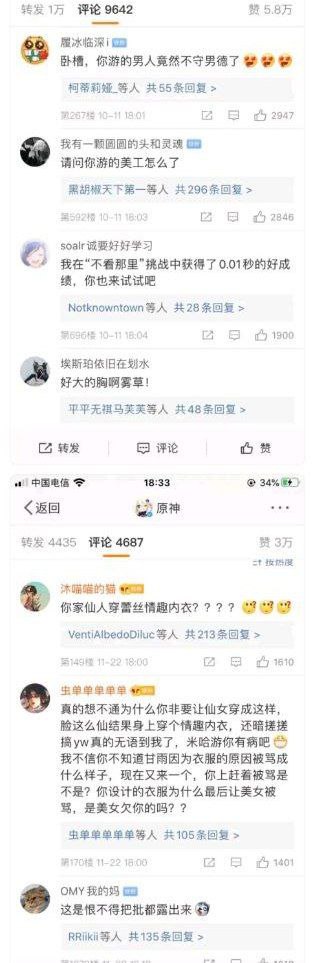 转发 1万 评论 9642 赞 5.8万
履冰临深i
卧槽，你游的男人竟然不守男德了
柯蒂莉娅_等人 共55条回复 >
第267楼 10-11 18:01 2947
我有一颗圆圆的头和灵魂
请问你游的美工怎么了
黑胡椒天下第一等人 共296条回复 >
第592楼 10-11 18:03 2846
soalr诚要好好学习
我在“不看那里”挑战中获得了0.01秒的好成
绩，你也来试试吧
Notknowntown等人 共28条回复 >
第696楼 10-11 18:04 1900
埃斯珀依旧在划水
好大的胸啊雾草！
平平无祺马芙芙等人 共48条回复 >
转发 评论 赞
中国电信 18:33 34%
返回 原神
转发 4435 评论 4687 赞 3万
按热度
沐喵喵的猫
你家仙人穿蕾丝情趣内衣？？？？
VentiAlbedoDiluc等人 共213条回复 >
第149楼 11-22 18:00 1610
虫单单单单单
真的想不通为什么你非要让仙女穿成这样，
脸这么仙结果身上穿个情趣内衣，还暗搓搓
搞yw真的无语到我了，米哈游你有病吧
我不信你不知道甘雨因为衣服的原因被骂成
什么样子，现在又来一个，你上赶着被骂是
不是？你设计的衣服为什么最后让美女被
骂，是美女欠你的吗？？
虫单单单单单等人 共105条回复 >
第170楼 11-22 18:00 1401
OMY我的妈
这是恨不得把批都露出来
RRiikii等人 共135条回复 >